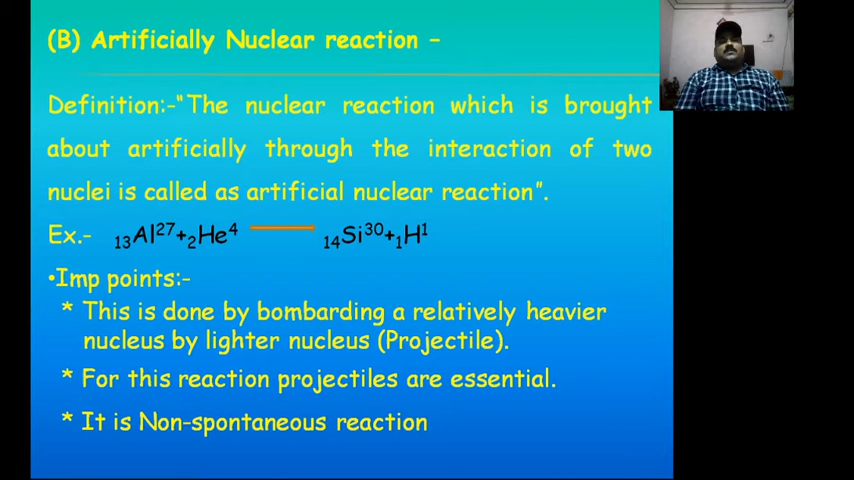 (B) Artificially Nuclear reaction –
Definition:-“The nuclear reaction which is brought
about artificially through the interaction of two
nuclei is called as artificial nuclear reaction”.
Ex.- ₁₃Al²⁷+₂He⁴ ₁₄Si³⁰+₁H¹
•Imp points:-
* This is done by bombarding a relatively heavier
nucleus by lighter nucleus (Projectile).
* For this reaction projectiles are essential.
* It is Non-spontaneous reaction